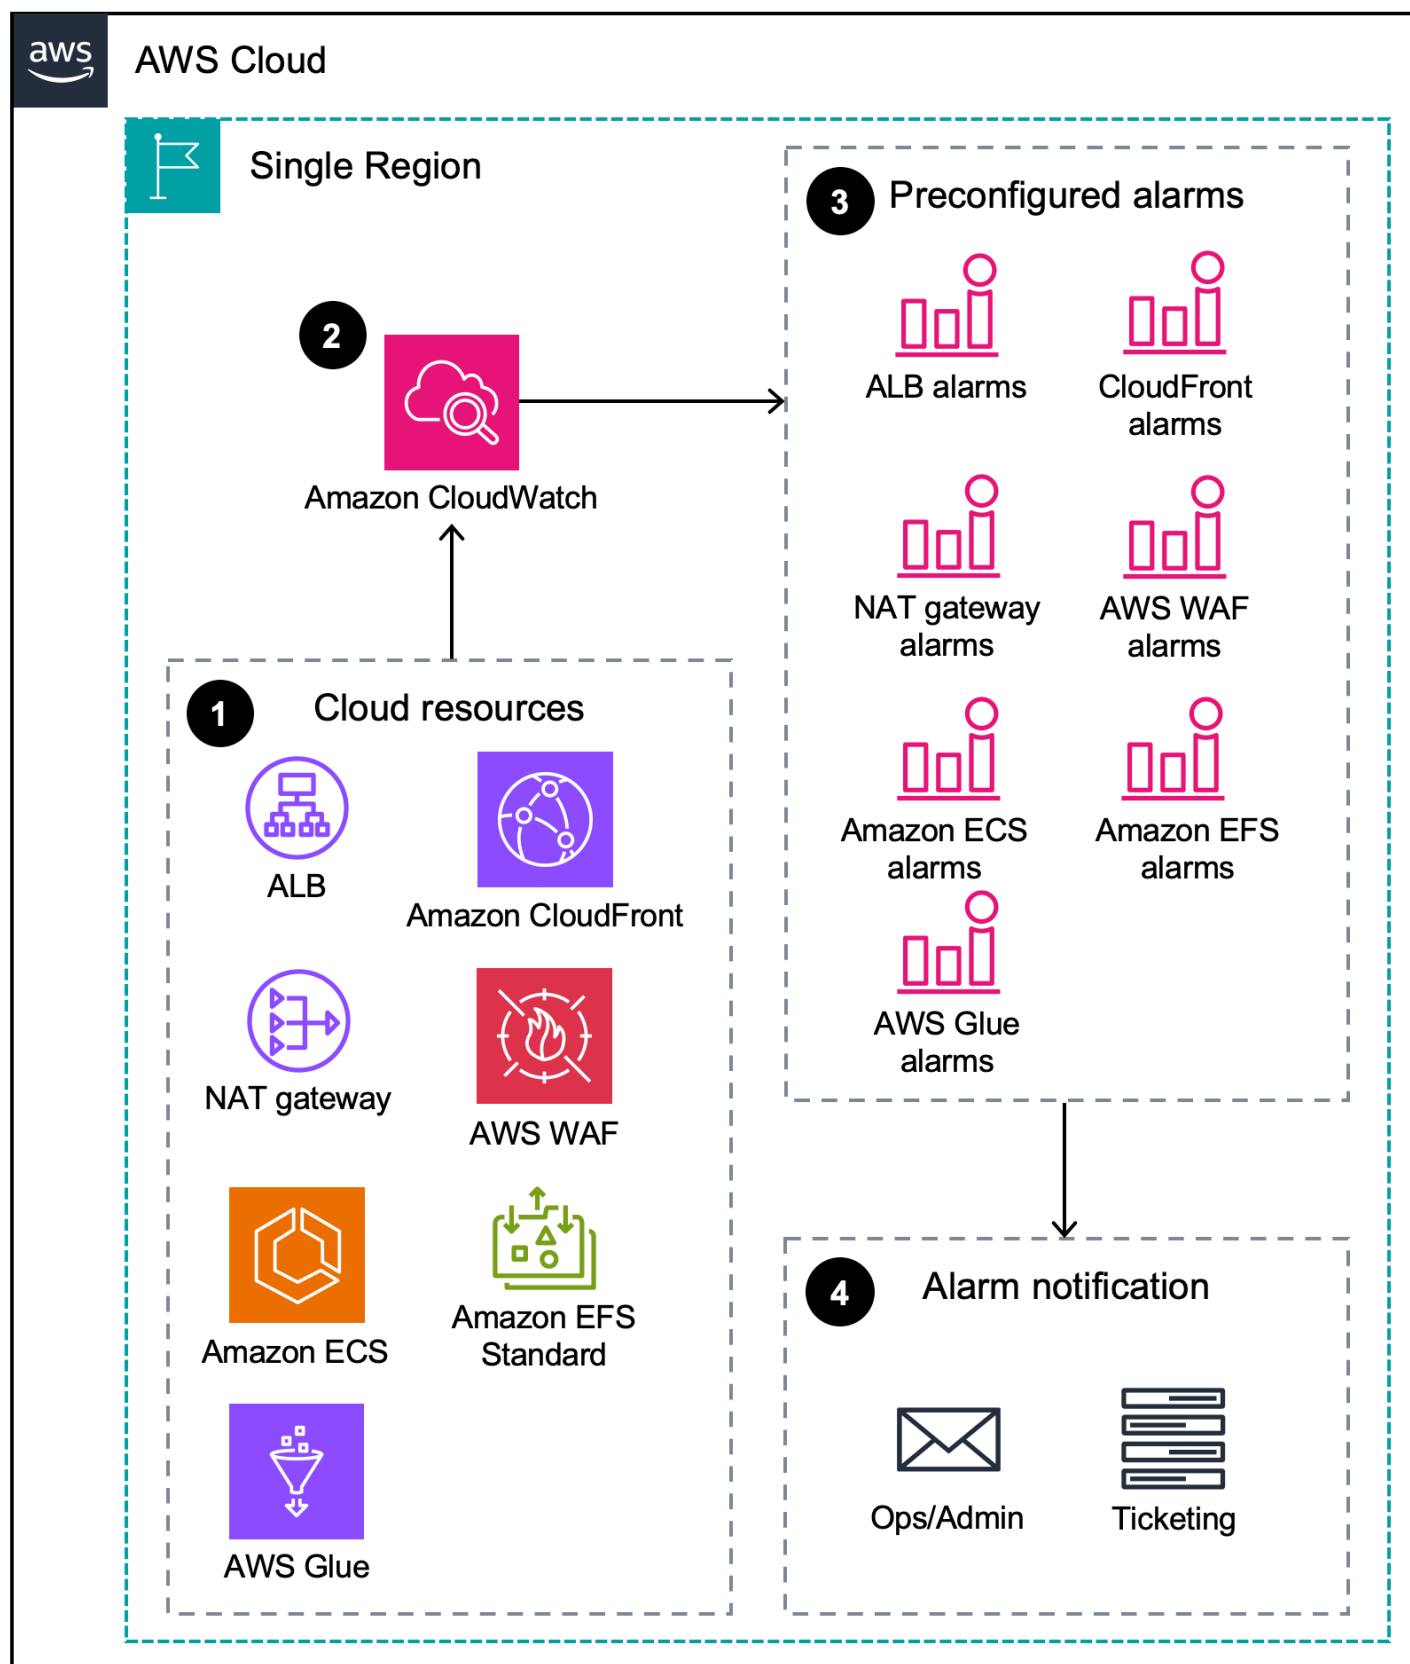 aws
AWS Cloud
Single Region
2
Amazon CloudWatch
1
Cloud resources
ALB
Amazon CloudFront
NAT gateway
AWS WAF
Amazon ECS
Amazon EFS
Standard
AWS Glue
3
Preconfigured alarms
ALB alarms
CloudFront
alarms
NAT gateway
alarms
AWS WAF
alarms
Amazon ECS
alarms
Amazon EFS
alarms
AWS Glue
alarms
4
Alarm notification
Ops/Admin
Ticketing